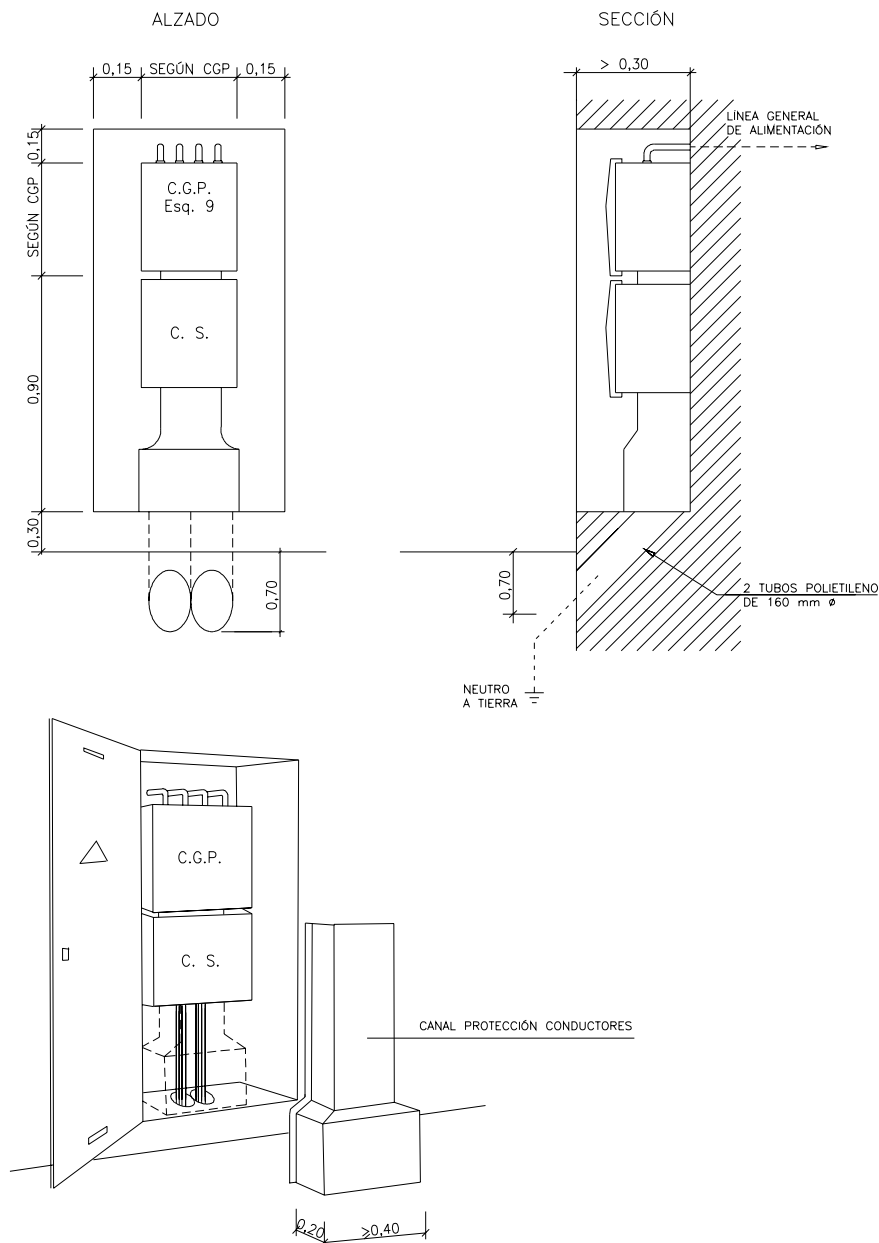 ALZADO
SECCIÓN
0,15 SEGÚN CGP 0,15
> 0,30
LÍNEA GENERAL
DE ALIMENTACIÓN
0,15
SEGÚN CGP
0,90
0,30
C.G.P.
Esq. 9
C. S.
0,70
0,70
2 TUBOS POLIETILENO
DE 160 mm ø
NEUTRO
A TIERRA
C.G.P.
C. S.
CANAL PROTECCIÓN CONDUCTORES
0,20
≥0,40